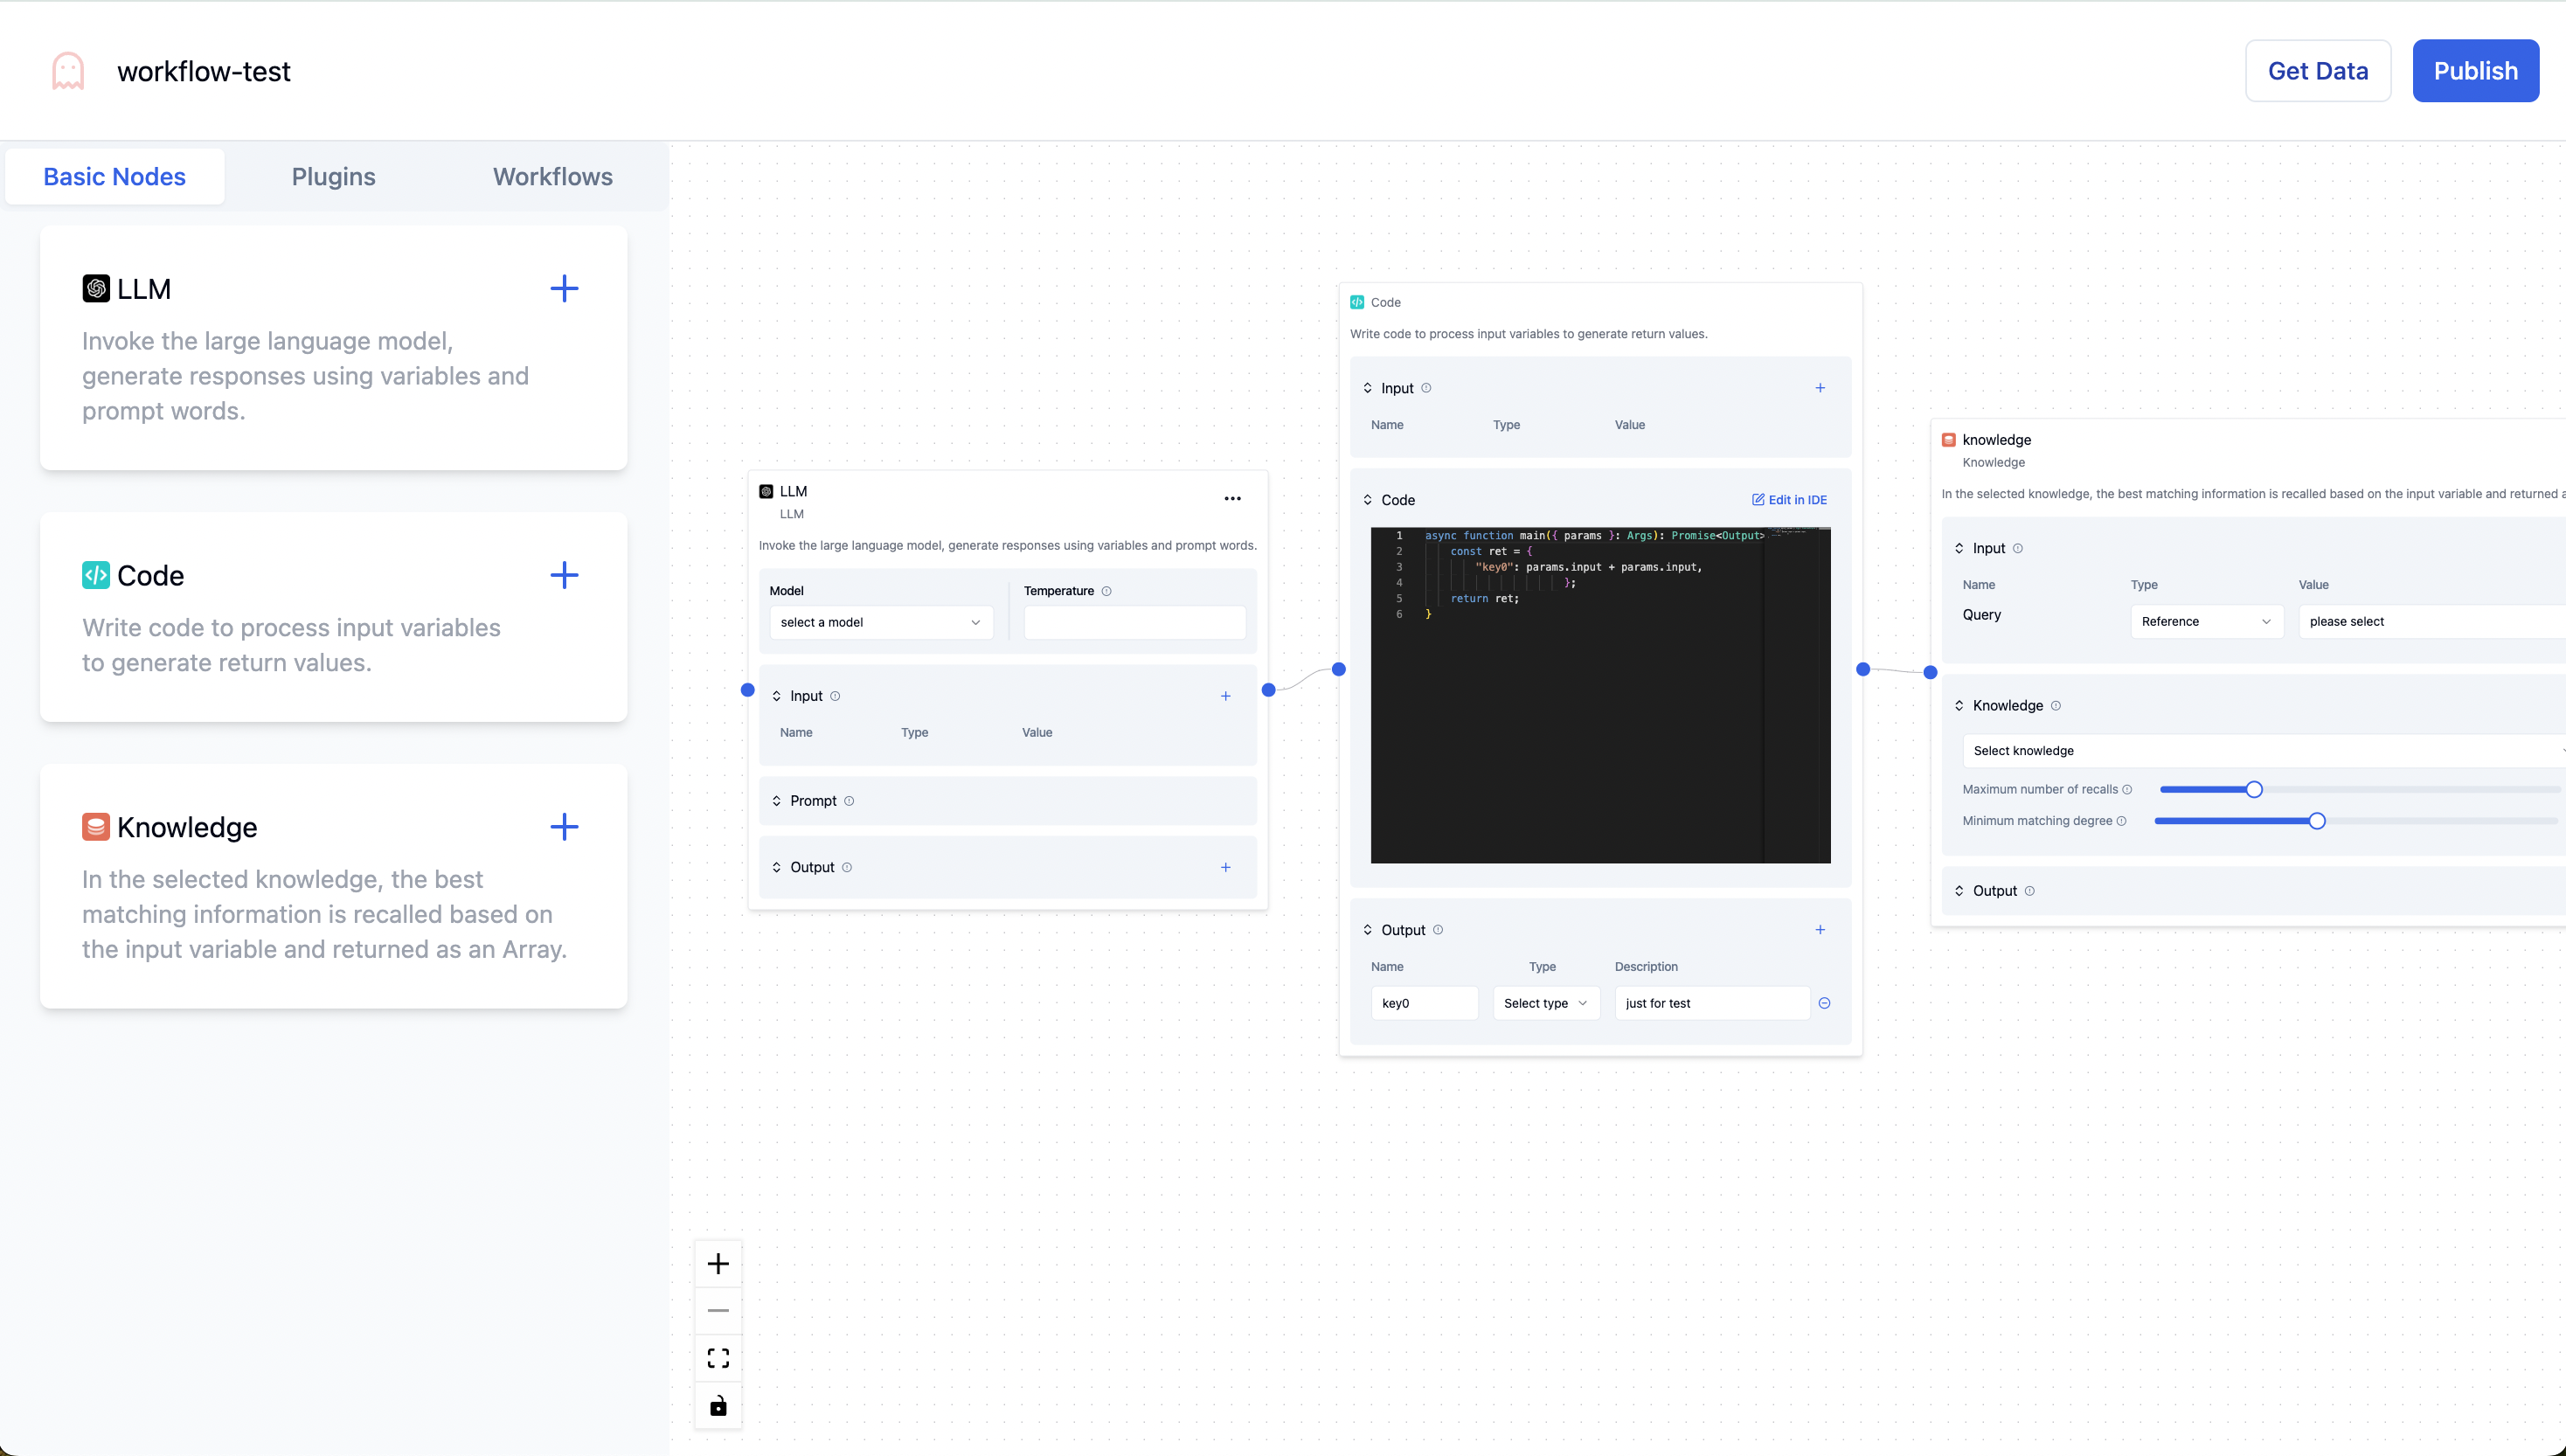 workflow-test
Get Data
Publish
Basic Nodes
Plugins
Workflows
LLM
Invoke the large language model,
generate responses using variables and
prompt words.
Code
Write code to process input variables
to generate return values.
Knowledge
In the selected knowledge, the best
matching information is recalled based on
the input variable and returned as an Array.
LLM
LLM
Invoke the large language model, generate responses using variables and prompt words.
Model
Temperature
select a model
Input
Name Type Value
Prompt
Output
Code
Write code to process input variables to generate return values.
Input
Name Type Value
Code
Edit in IDE
1 async function main({ params }: Args): Promise<Output>
2 const ret = {
3 "key0": params.input + params.input,
4 };
5 return ret;
6 }
Output
Name Type Description
key0 Select type just for test
knowledge
Knowledge
In the selected knowledge, the best matching information is recalled based on the input variable and returned
Input
Name Type Value
Query Reference please select
Knowledge
Select knowledge
Maximum number of recalls
Minimum matching degree
Output